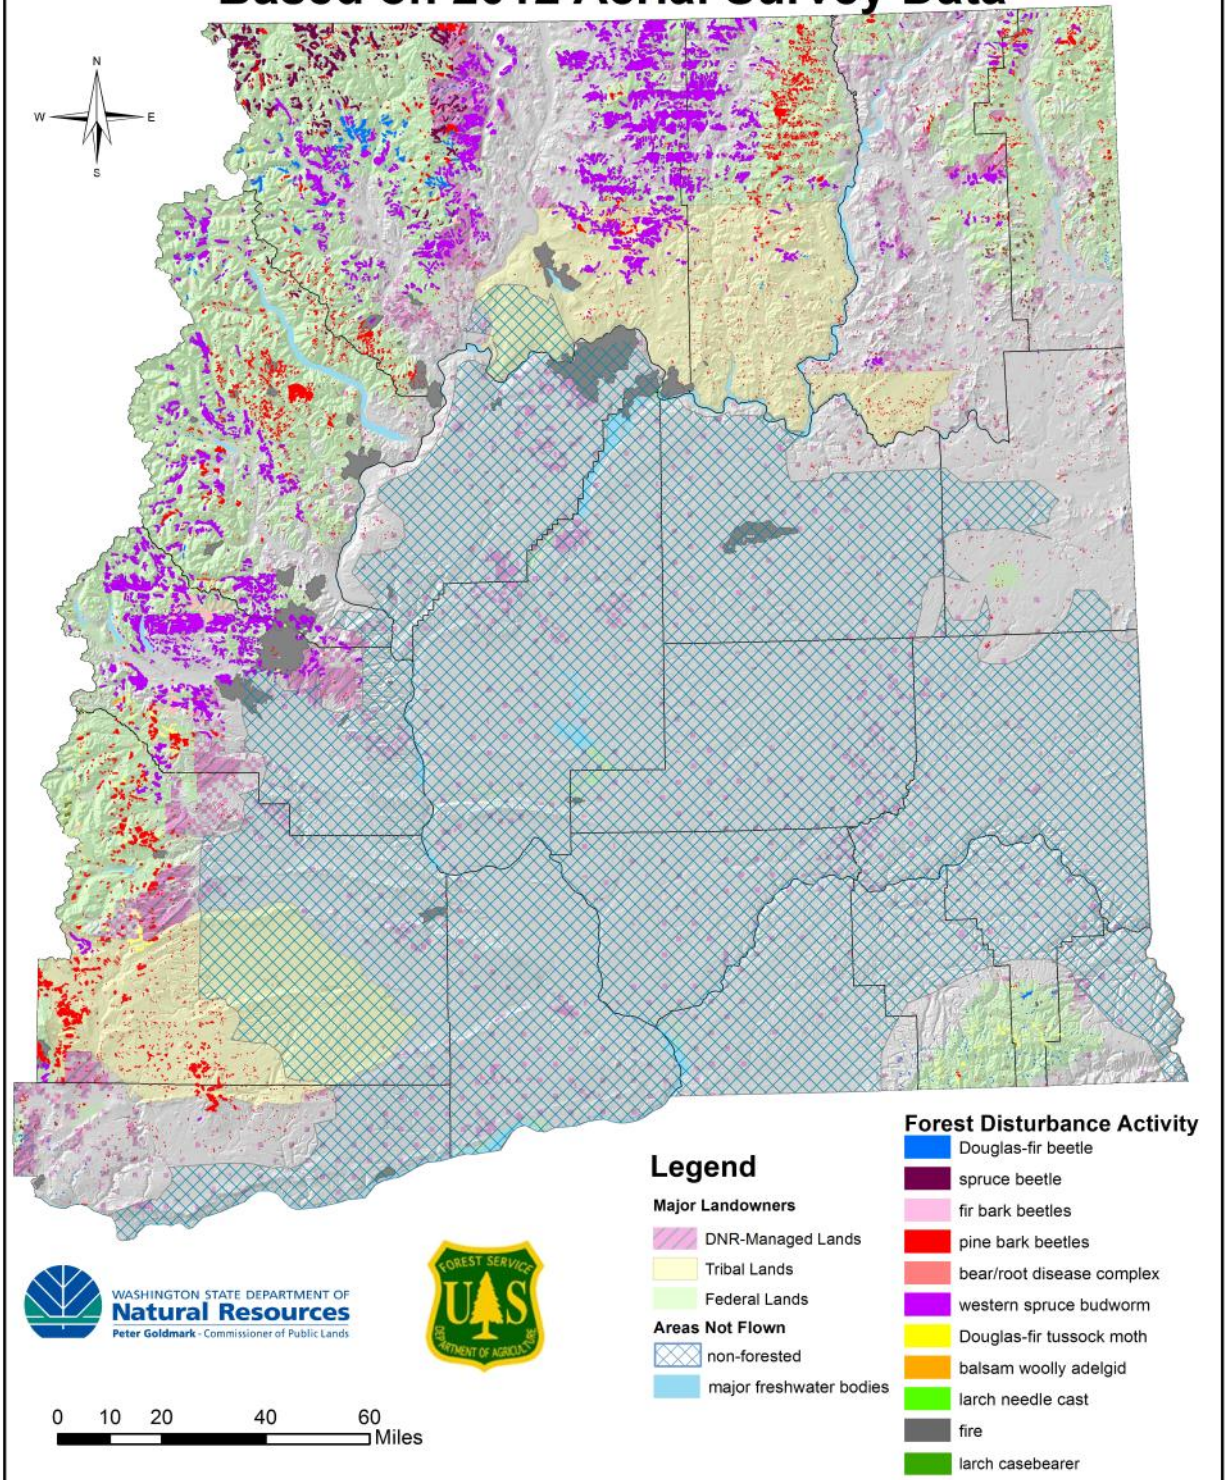 Based on 2012 Aerial Survey Data
N
W E
S
Forest Disturbance Activity
Douglas-fir beetle
spruce beetle
fir bark beetles
pine bark beetles
bear/root disease complex
western spruce budworm
Douglas-fir tussock moth
balsam woolly adelgid
larch needle cast
fire
larch casebearer
Legend
Major Landowners
DNR-Managed Lands
Tribal Lands
Federal Lands
Areas Not Flown
non-forested
major freshwater bodies
WASHINGTON STATE DEPARTMENT OF
Natural Resources
Peter Goldmark - Commissioner of Public Lands
FOREST SERVICE
U S
DEPARTMENT OF AGRICULTURE
0 10 20 40 60
Miles